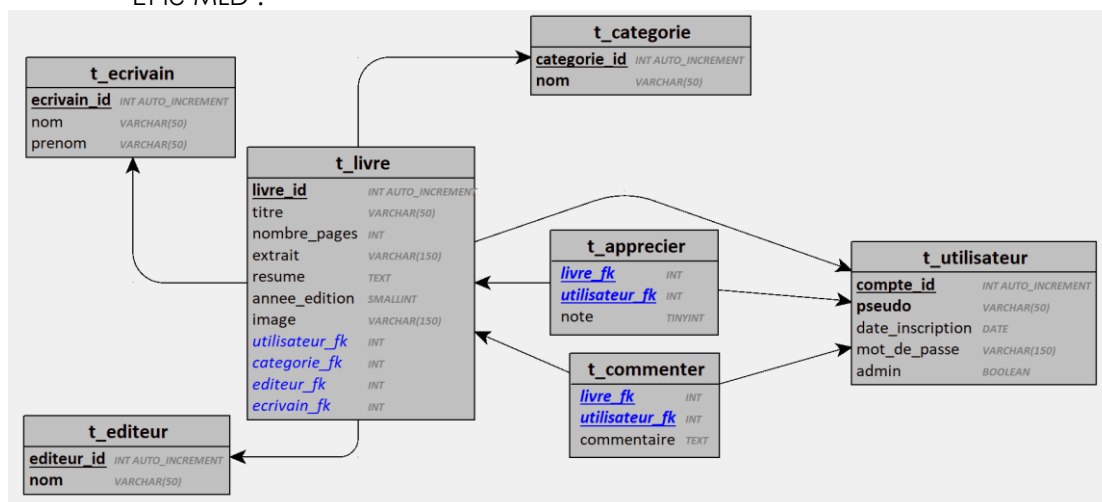 Et le MLD :
t_categorie
categorie_id INT AUTO_INCREMENT
nom VARCHAR(50)
t_ecrivain
ecrivain_id INT AUTO_INCREMENT
nom VARCHAR(50)
prenom VARCHAR(50)
t_livre
livre_id INT AUTO_INCREMENT
titre VARCHAR(50)
nombre_pages INT
extrait VARCHAR(150)
resume TEXT
annee_edition SMALLINT
image VARCHAR(150)
utilisateur_fk INT
categorie_fk INT
editeur_fk INT
ecrivain_fk INT
t_apprecier
livre_fk INT
utilisateur_fk INT
note TINYINT
t_utilisateur
compte_id INT AUTO_INCREMENT
pseudo VARCHAR(50)
date_inscription DATE
mot_de_passe VARCHAR(150)
admin BOOLEAN
t_commenter
livre_fk INT
utilisateur_fk INT
commentaire TEXT
t_editeur
editeur_id INT AUTO_INCREMENT
nom VARCHAR(50)